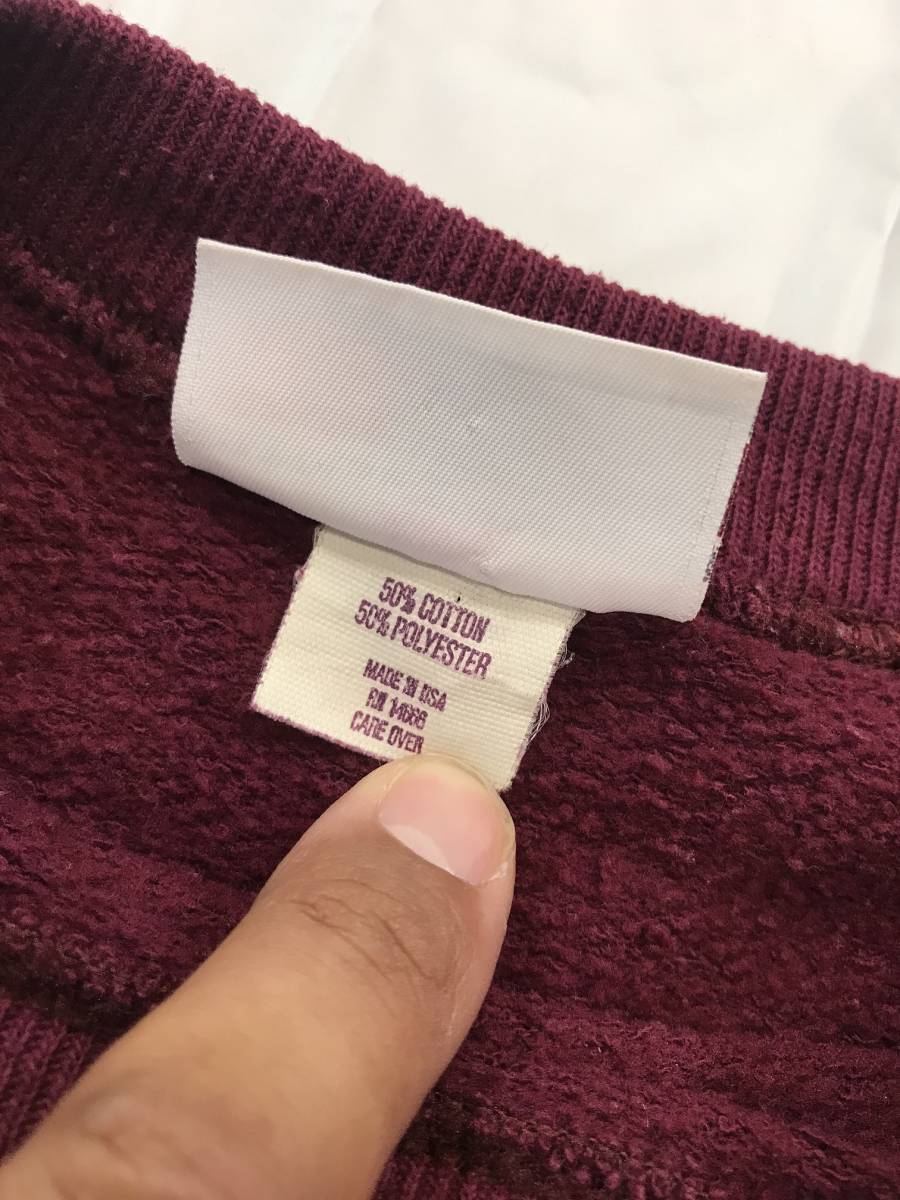 50% COTTON
50% POLYESTER
MADE IN USA
RN 14666
CARE OVER